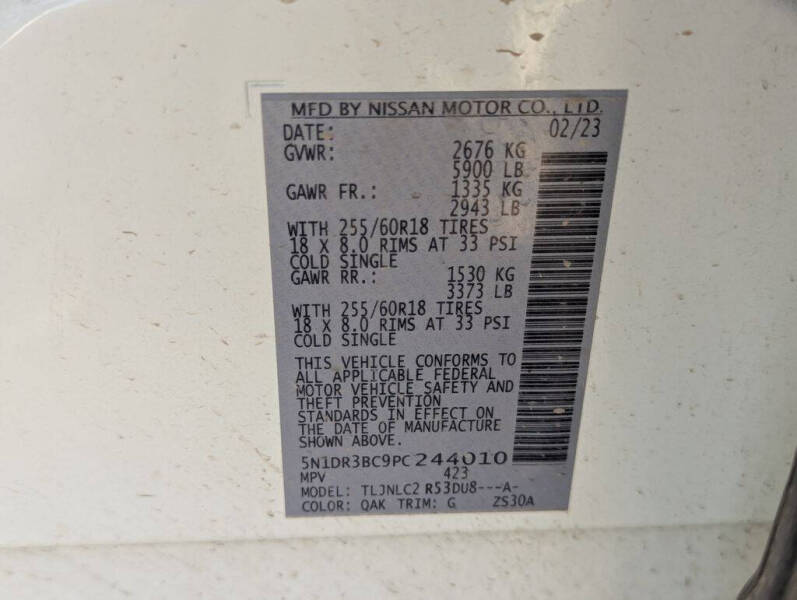 MFD BY NISSAN MOTOR CO., LTD.
DATE: 02/23
GVWR: 2676 KG
5900 LB
GAWR FR.: 1335 KG
2943 LB
WITH 255/60R18 TIRES
18 X 8.0 RIMS AT 33 PSI
COLD SINGLE
GAWR RR.: 1530 KG
3373 LB
WITH 255/60R18 TIRES
18 X 8.0 RIMS AT 33 PSI
COLD SINGLE
THIS VEHICLE CONFORMS TO
ALL APPLICABLE FEDERAL
MOTOR VEHICLE SAFETY AND
THEFT PREVENTION
STANDARDS IN EFFECT ON
THE DATE OF MANUFACTURE
SHOWN ABOVE.
5N1DR3BC9PC244010
MPV 423
MODEL: TLJNLC2 R53DU8---A-
COLOR: QAK TRIM: G ZS30A